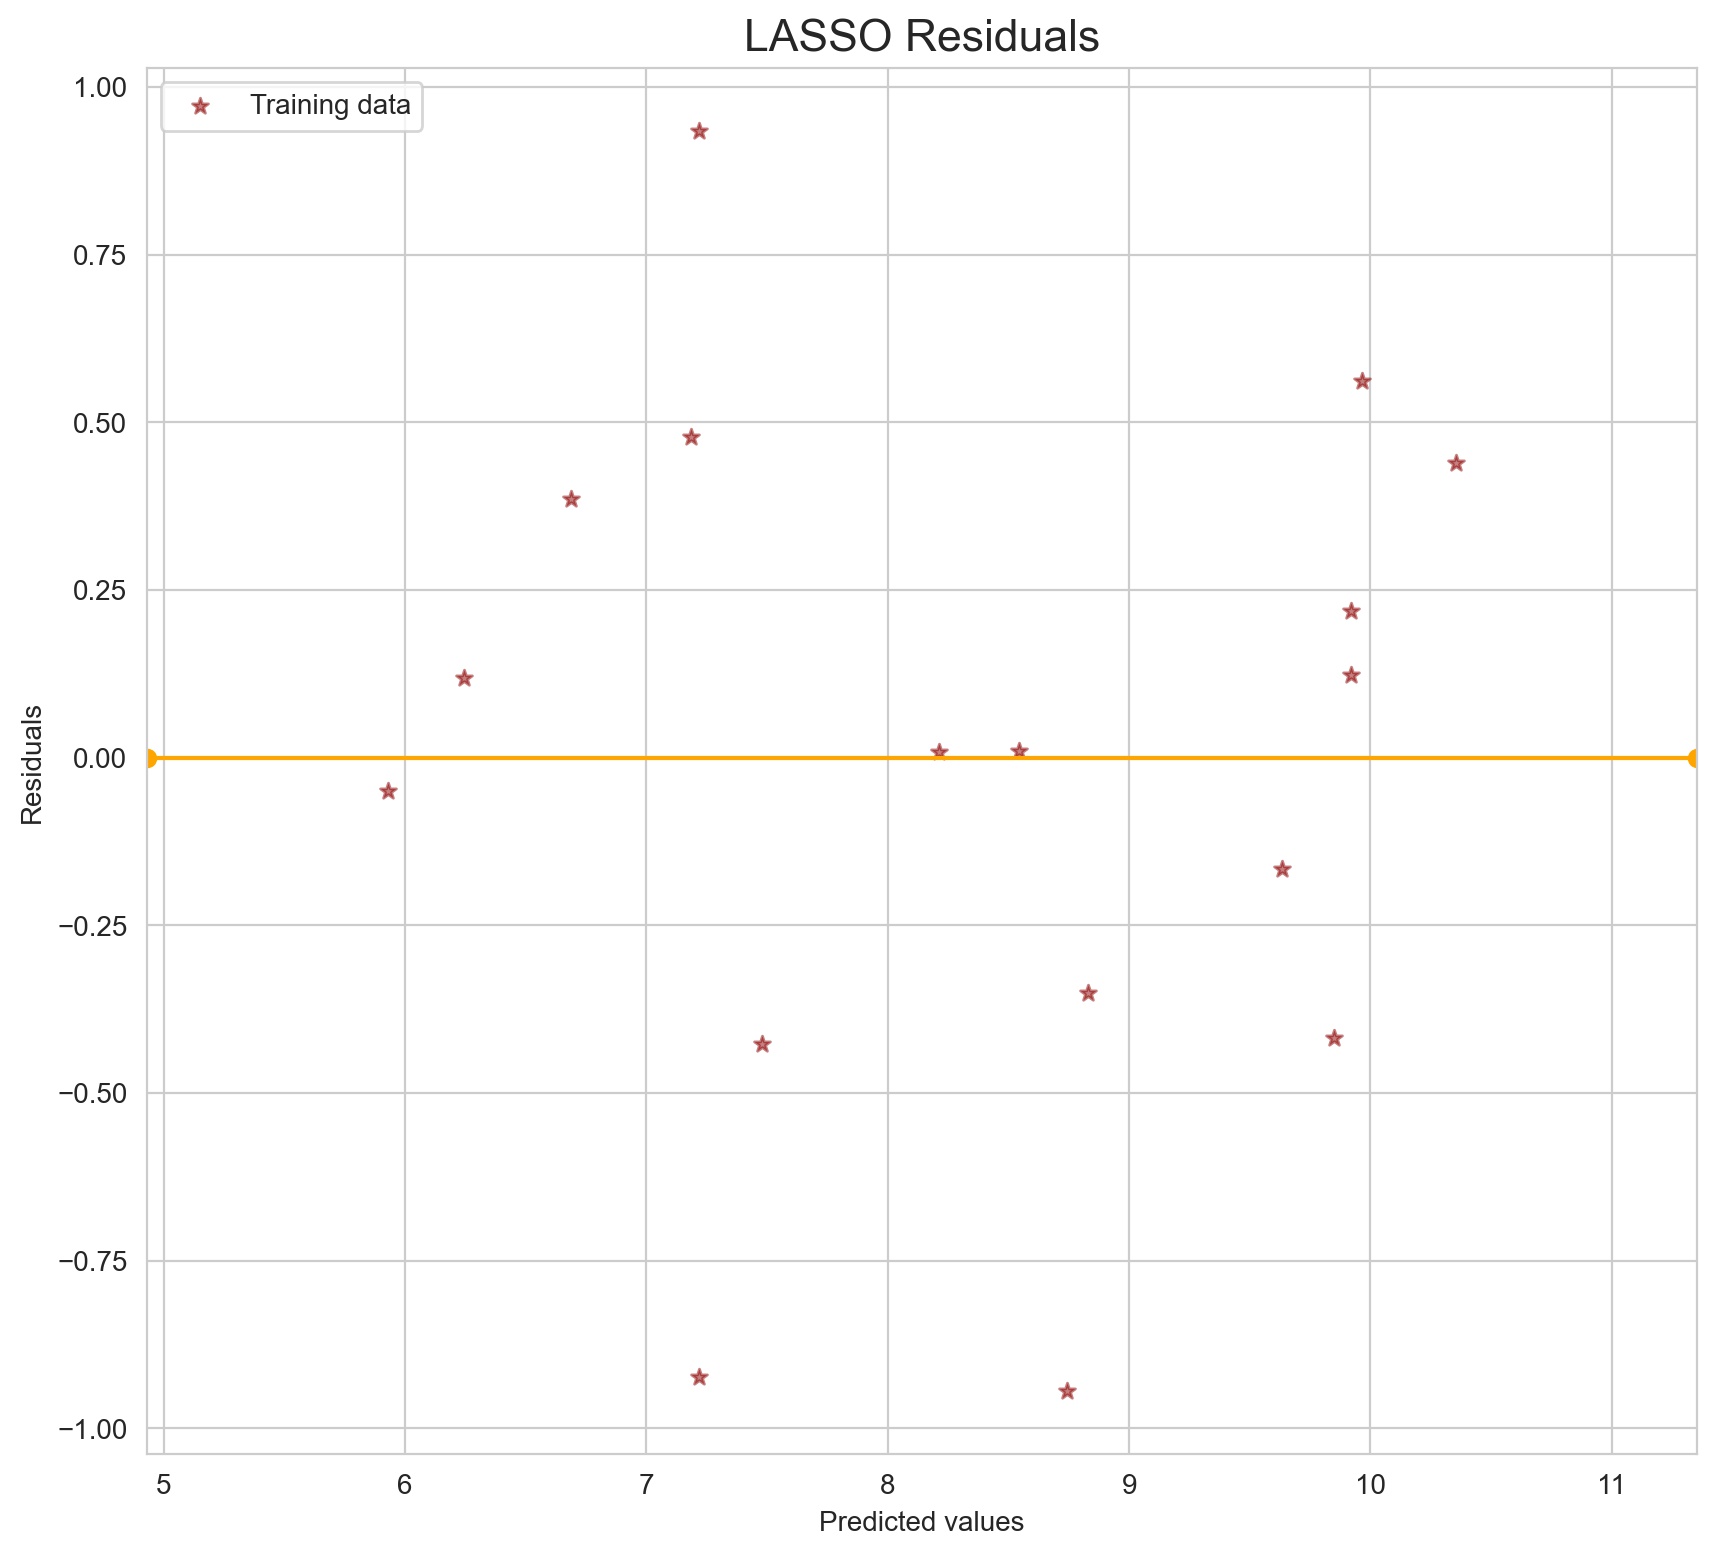 LASSO Residuals
Training data
1.00
0.75
0.50
0.25
0.00
−0.25
−0.50
−0.75
−1.00
Residuals
5 6 7 8 9 10 11
Predicted values